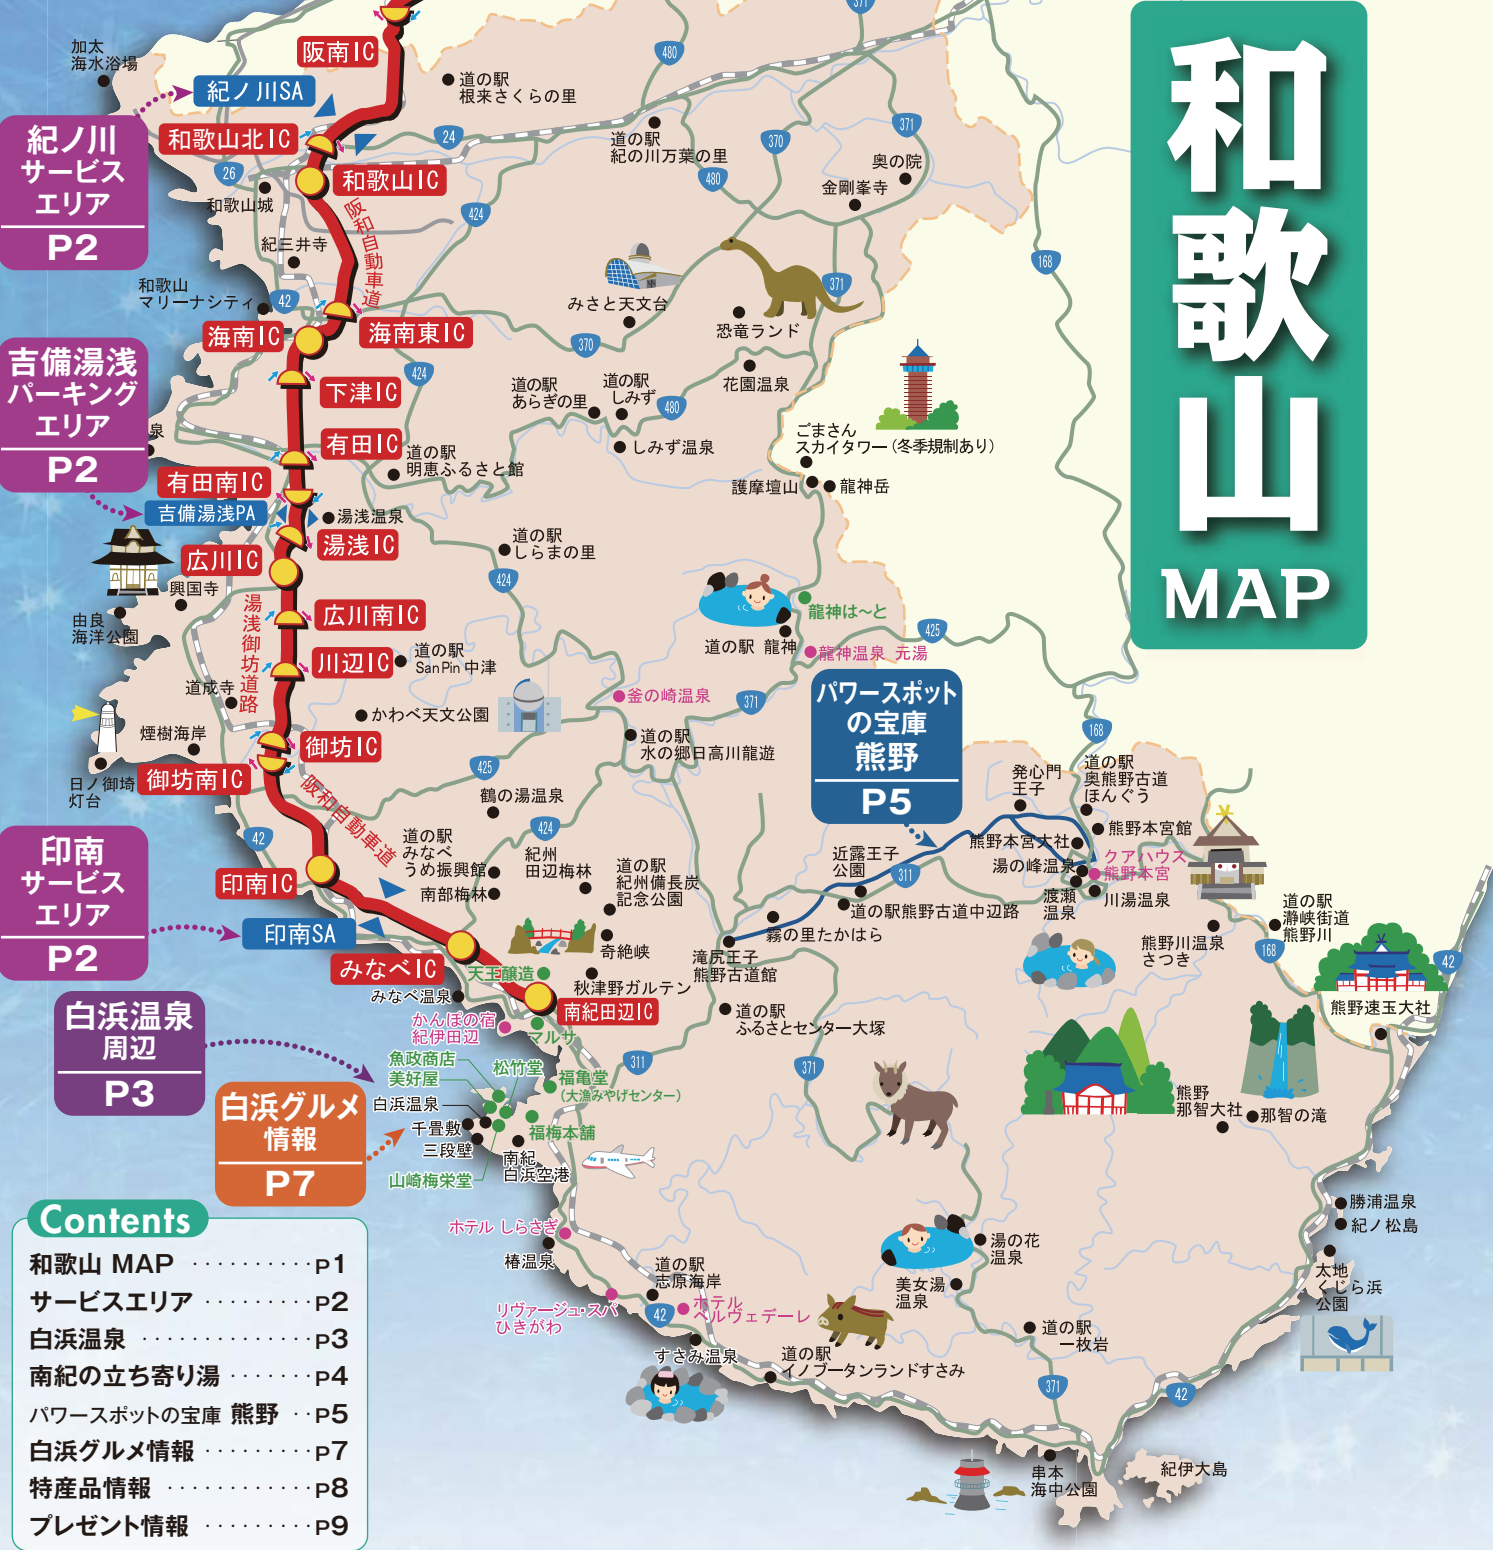 和歌山
MAP
371
阪南IC
加太
海水浴場
紀ノ川SA
480
道の駅
根来さくらの里
紀ノ川
サービス
エリア
P2
和歌山北IC
24
道の駅
紀の川万葉の里
370
371
奥の院
26
和歌山IC
480
金剛峯寺
和歌山城
424
阪和自動車道
紀三井寺
168
和歌山
マリーナシティ
42
みさと天文台
371
恐竜ランド
海南IC
海南東IC
370
吉備湯浅
パーキング
エリア
P2
下津IC
424
道の駅
あらぎの里
道の駅
しみず
花園温泉
480
泉
有田IC
道の駅
明恵ふるさと館
しみず温泉
ごまさん
スカイタワー(冬季規制あり)
有田南IC
護摩壇山
龍神岳
吉備湯浅PA
湯浅温泉
湯浅IC
道の駅
しらまの里
広川IC
424
興国寺
広川南IC
龍神は〜と
由良
海洋公園
湯浅御坊道路
道の駅 龍神
425
龍神温泉 元湯
川辺IC
道の駅
SanPin中津
道成寺
釜の崎温泉
371
パワースポット
の宝庫
熊野
P5
かわべ天文公園
煙樹海岸
御坊IC
道の駅
水の郷日高川龍遊
168
日ノ御埼
灯台
御坊南IC
425
発心門
王子
道の駅
奥熊野古道
ほんぐう
阪和自動車道
鶴の湯温泉
42
424
熊野本宮館
印南
サービス
エリア
P2
道の駅
みなべ
うめ振興館
紀州
田辺梅林
熊野本宮大社
近露王子
公園
クアハウス
熊野本宮
湯の峰温泉
311
印南IC
南部梅林
道の駅
紀州備長炭
記念公園
渡瀬
温泉
川湯温泉
道の駅熊野古道中辺路
道の駅
瀞峡街道
熊野川
印南SA
霧の里たかはら
熊野川温泉
さつき
168
42
奇絶峡
滝尻王子
熊野古道館
みなべIC
天王醸造
みなべ温泉
秋津野ガルテン
南紀田辺IC
道の駅
ふるさとセンター大塚
熊野速玉大社
白浜温泉
周辺
P3
かんぽの宿
紀伊田辺
マルサ
魚政商店
美好屋
松竹堂
311
371
福亀堂
(大漁みやげセンター)
白浜グルメ
情報
P7
白浜温泉
千畳敷
三段壁
福梅本舗
熊野
那智大社
那智の滝
南紀
白浜空港
山崎梅栄堂
ホテル しらさぎ
椿温泉
勝浦温泉
紀ノ松島
湯の花
温泉
道の駅
志原海岸
美女湯
温泉
太地
くじら浜
公園
リヴァージュ・スパ
ひきがわ
42
ホテル
ベルヴェデーレ
道の駅
一枚岩
すさみ温泉
道の駅
イノブータンランドすさみ
371
42
串本
海中公園
紀伊大島
Contents
和歌山 MAP ··········P1
サービスエリア ·········P2
白浜温泉 ··············P3
南紀の立ち寄り湯 ·······P4
パワースポットの宝庫 熊野 ··P5
白浜グルメ情報 ·········P7
特産品情報 ············P8
プレゼント情報 ·········P9